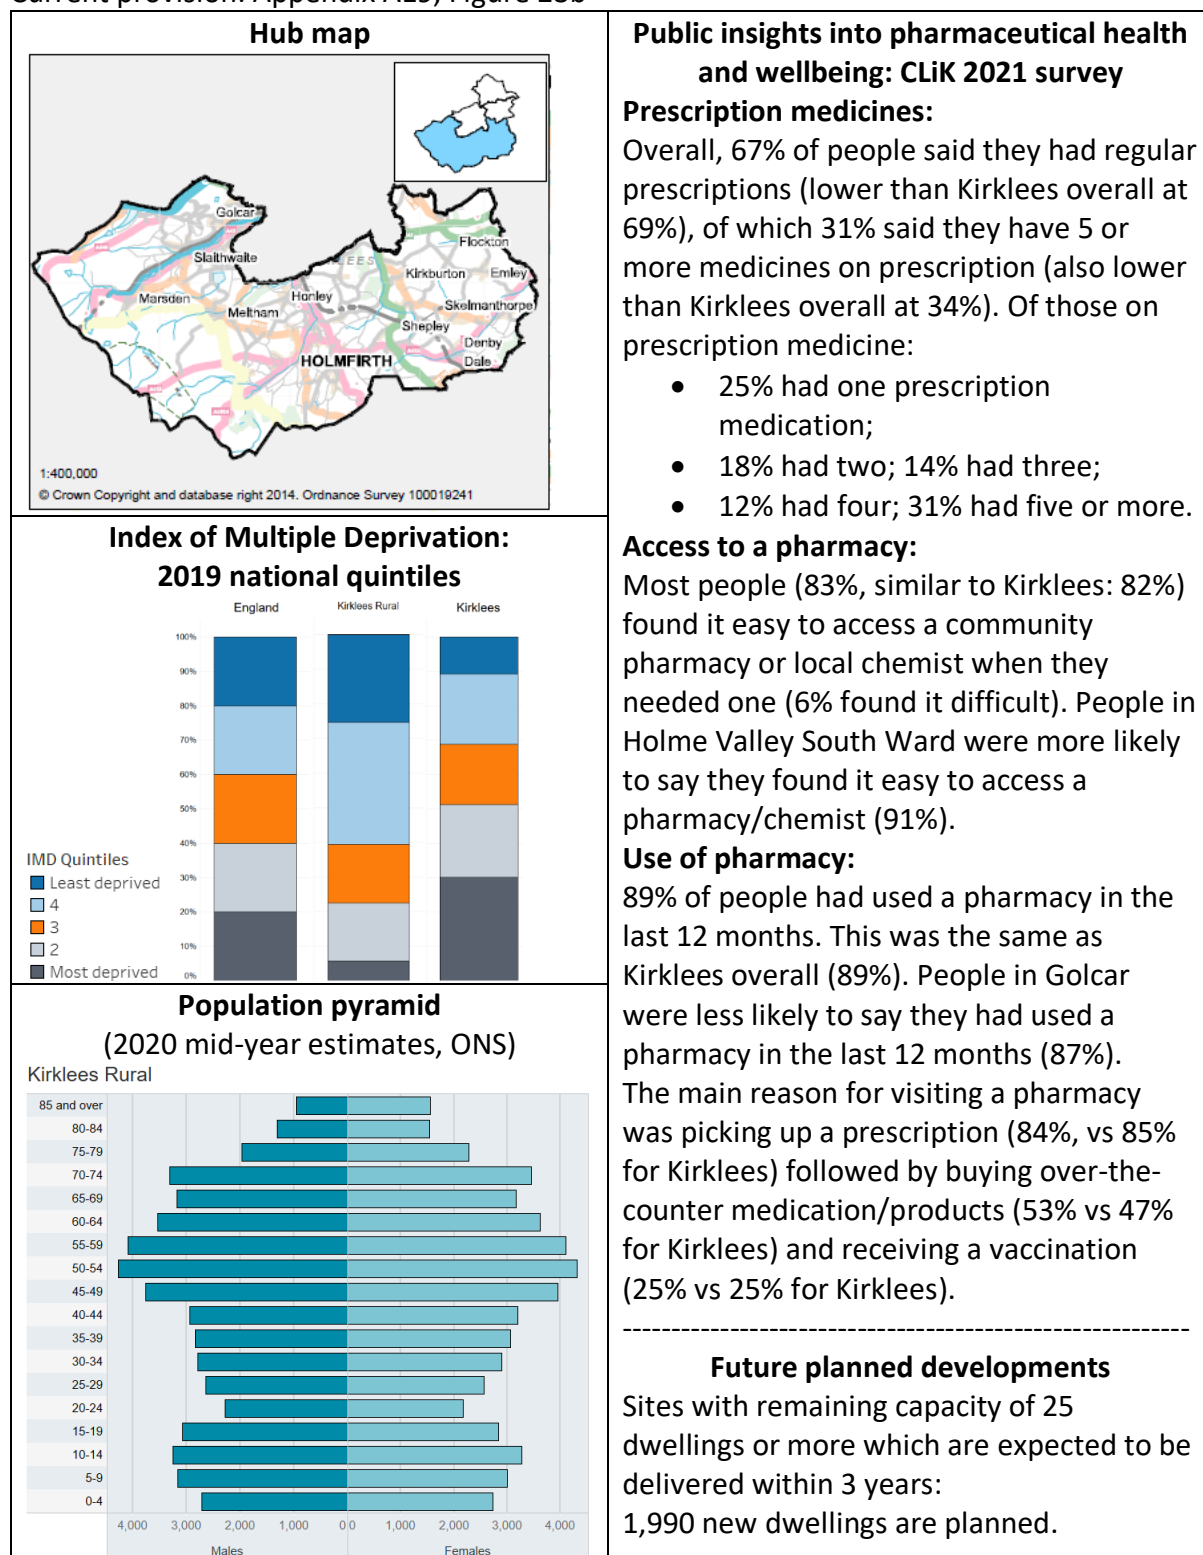 Current provision: Appendix A25, Figure 28b
Hub map
Golcar
Slaithwaite
Marsden
Meltham
Honley
HOLMFIRTH
Flockton
Kirkburton
Emley
Skelmanthorpe
Shepley
Denby
Dale
1:400,000
© Crown Copyright and database right 2014. Ordnance Survey 100019241
Index of Multiple Deprivation:
2019 national quintiles
England
Kirklees Rural
Kirklees
100%
90%
80%
70%
60%
50%
40%
30%
20%
10%
0%
IMD Quintiles
Least deprived
4
3
2
Most deprived
Population pyramid
(2020 mid-year estimates, ONS)
Kirklees Rural
85 and over
80-84
75-79
70-74
65-69
60-64
55-59
50-54
45-49
40-44
35-39
30-34
25-29
20-24
15-19
10-14
5-9
0-4
4,000 3,000 2,000 1,000 0 0 1,000 2,000 3,000 4,000
Males Females
Public insights into pharmaceutical health
and wellbeing: CLiK 2021 survey
Prescription medicines:
Overall, 67% of people said they had regular
prescriptions (lower than Kirklees overall at
69%), of which 31% said they have 5 or
more medicines on prescription (also lower
than Kirklees overall at 34%). Of those on
prescription medicine:
• 25% had one prescription
medication;
• 18% had two; 14% had three;
• 12% had four; 31% had five or more.
Access to a pharmacy:
Most people (83%, similar to Kirklees: 82%)
found it easy to access a community
pharmacy or local chemist when they
needed one (6% found it difficult). People in
Holme Valley South Ward were more likely
to say they found it easy to access a
pharmacy/chemist (91%).
Use of pharmacy:
89% of people had used a pharmacy in the
last 12 months. This was the same as
Kirklees overall (89%). People in Golcar
were less likely to say they had used a
pharmacy in the last 12 months (87%).
The main reason for visiting a pharmacy
was picking up a prescription (84%, vs 85%
for Kirklees) followed by buying over-the-
counter medication/products (53% vs 47%
for Kirklees) and receiving a vaccination
(25% vs 25% for Kirklees).
----------------------------------------------------------
Future planned developments
Sites with remaining capacity of 25
dwellings or more which are expected to be
delivered within 3 years:
1,990 new dwellings are planned.